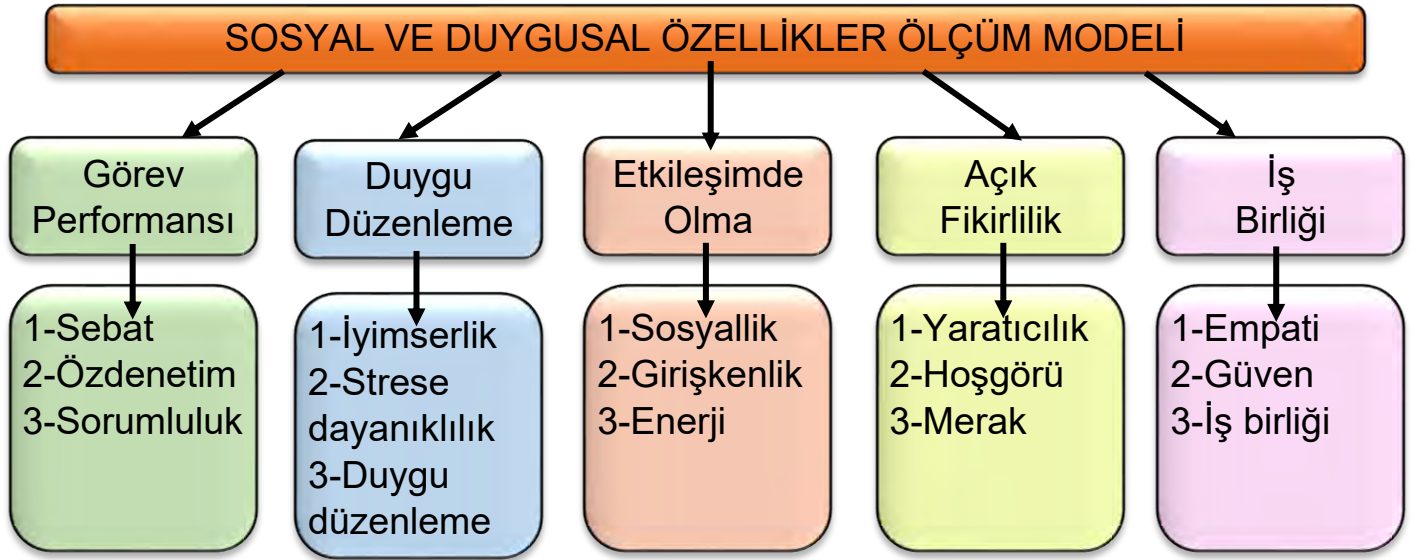 SOSYAL VE DUYGUSAL ÖZELLİKLER ÖLÇÜM MODELİ
Görev
Performansı
Duygu
Düzenleme
Etkileşimde
Olma
Açık
Fikirlilik
İş
Birliği
1-Sebat
2-Özdenetim
3-Sorumluluk
1-İyimserlik
2-Strese
dayanıklılık
3-Duygu
düzenleme
1-Sosyallik
2-Girişkenlik
3-Enerji
1-Yaratıcılık
2-Hoşgörü
3-Merak
1-Empati
2-Güven
3-İş birliği